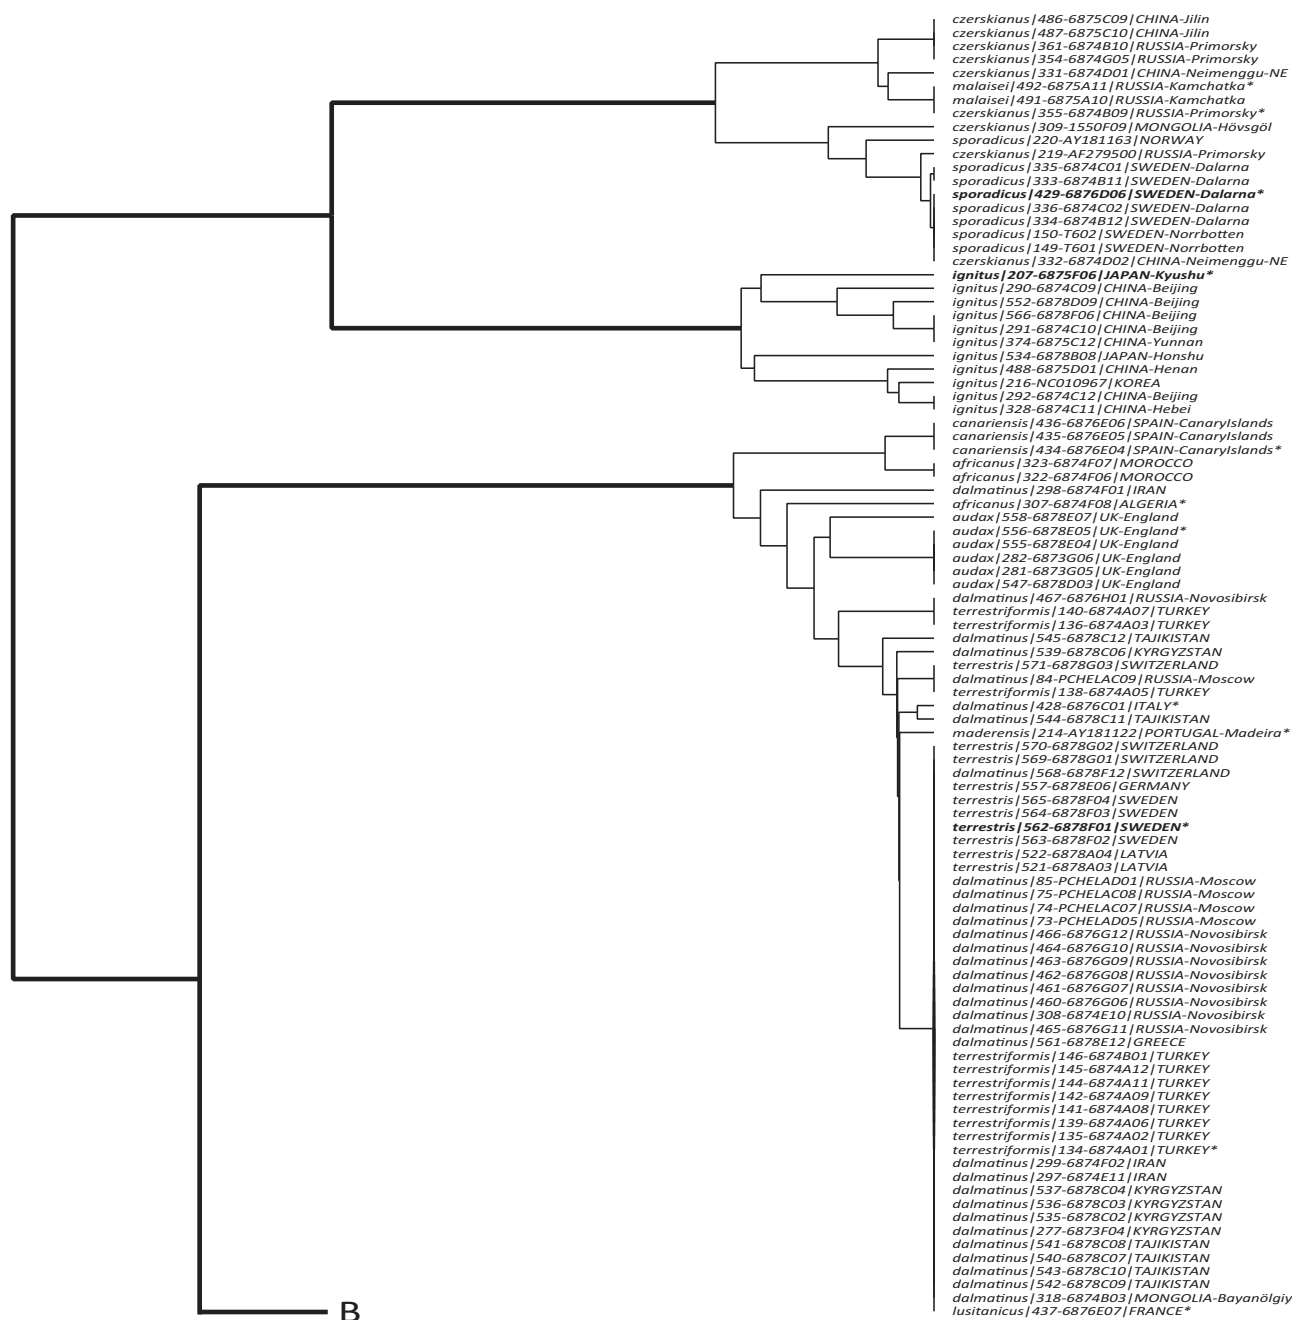 czerskianus|486-6875C09|CHINA-Jilin
czerskianus|487-6875C10|CHINA-Jilin
czerskianus|361-6874B10|RUSSIA-Primorsky
czerskianus|354-6874G05|RUSSIA-Primorsky
czerskianus|331-6874D01|CHINA-Neimenggu-NE
malaisei|492-6875A11|RUSSIA-Kamchatka*
malaisei|491-6875A10|RUSSIA-Kamchatka
czerskianus|355-6874B09|RUSSIA-Primorsky*
czerskianus|309-1550F09|MONGOLIA-Hövsgöl
sporadicus|220-AY181163|NORWAY
czerskianus|219-AF279500|RUSSIA-Primorsky
sporadicus|335-6874C01|SWEDEN-Dalarna
sporadicus|333-6874B11|SWEDEN-Dalarna
sporadicus|429-6876D06|SWEDEN-Dalarna*
sporadicus|336-6874C02|SWEDEN-Dalarna
sporadicus|334-6874B12|SWEDEN-Dalarna
sporadicus|150-T602|SWEDEN-Norrbotten
sporadicus|149-T601|SWEDEN-Norrbotten
czerskianus|332-6874D02|CHINA-Neimenggu-NE
ignitus|207-6875F06|JAPAN-Kyushu*
ignitus|290-6874C09|CHINA-Beijing
ignitus|552-6878D09|CHINA-Beijing
ignitus|566-6878F06|CHINA-Beijing
ignitus|291-6874C10|CHINA-Beijing
ignitus|374-6875C12|CHINA-Yunnan
ignitus|534-6878B08|JAPAN-Honshu
ignitus|488-6875D01|CHINA-Henan
ignitus|216-NC010967|KOREA
ignitus|292-6874C12|CHINA-Beijing
ignitus|328-6874C11|CHINA-Hebei
canariensis|436-6876E06|SPAIN-CanaryIslands
canariensis|435-6876E05|SPAIN-CanaryIslands
canariensis|434-6876E04|SPAIN-CanaryIslands*
africanus|323-6874F07|MOROCCO
africanus|322-6874F06|MOROCCO
dalmatinus|298-6874F01|IRAN
africanus|307-6874F08|ALGERIA*
audax|558-6878E07|UK-England
audax|556-6878E05|UK-England*
audax|555-6878E04|UK-England
audax|282-6873G06|UK-England
audax|281-6873G05|UK-England
audax|547-6878D03|UK-England
dalmatinus|467-6876H01|RUSSIA-Novosibirsk
terrestriformis|140-6874A07|TURKEY
terrestriformis|136-6874A03|TURKEY
dalmatinus|545-6878C12|TAJIKISTAN
dalmatinus|539-6878C06|KYRGYZSTAN
terrestris|571-6878G03|SWITZERLAND
dalmatinus|84-PCHELAC09|RUSSIA-Moscow
terrestriformis|138-6874A05|TURKEY
dalmatinus|428-6876C01|ITALY*
dalmatinus|544-6878C11|TAJIKISTAN
maderensis|214-AY181122|PORTUGAL-Madeira*
terrestris|570-6878G02|SWITZERLAND
terrestris|569-6878G01|SWITZERLAND
dalmatinus|568-6878F12|SWITZERLAND
terrestris|557-6878E06|GERMANY
terrestris|565-6878F04|SWEDEN
terrestris|564-6878F03|SWEDEN
terrestris|562-6878F01|SWEDEN*
terrestris|563-6878F02|SWEDEN
terrestris|522-6878A04|LATVIA
terrestris|521-6878A03|LATVIA
dalmatinus|85-PCHELAD01|RUSSIA-Moscow
dalmatinus|75-PCHELAC08|RUSSIA-Moscow
dalmatinus|74-PCHELAC07|RUSSIA-Moscow
dalmatinus|73-PCHELAD05|RUSSIA-Moscow
dalmatinus|466-6876G12|RUSSIA-Novosibirsk
dalmatinus|464-6876G10|RUSSIA-Novosibirsk
dalmatinus|463-6876G09|RUSSIA-Novosibirsk
dalmatinus|462-6876G08|RUSSIA-Novosibirsk
dalmatinus|461-6876G07|RUSSIA-Novosibirsk
dalmatinus|460-6876G06|RUSSIA-Novosibirsk
dalmatinus|308-6874E10|RUSSIA-Novosibirsk
dalmatinus|465-6876G11|RUSSIA-Novosibirsk
dalmatinus|561-6878E12|GREECE
terrestriformis|146-6874B01|TURKEY
terrestriformis|145-6874A12|TURKEY
terrestriformis|144-6874A11|TURKEY
terrestriformis|142-6874A09|TURKEY
terrestriformis|141-6874A08|TURKEY
terrestriformis|139-6874A06|TURKEY
terrestriformis|135-6874A02|TURKEY
terrestriformis|134-6874A01|TURKEY*
dalmatinus|299-6874F02|IRAN
dalmatinus|297-6874E11|IRAN
dalmatinus|537-6878C04|KYRGYZSTAN
dalmatinus|536-6878C03|KYRGYZSTAN
dalmatinus|535-6878C02|KYRGYZSTAN
dalmatinus|277-6873F04|KYRGYZSTAN
dalmatinus|541-6878C08|TAJIKISTAN
dalmatinus|540-6878C07|TAJIKISTAN
dalmatinus|543-6878C10|TAJIKISTAN
dalmatinus|542-6878C09|TAJIKISTAN
dalmatinus|318-6874B03|MONGOLIA-Bayanölgiy
lusitanicus|437-6876E07|FRANCE*
B